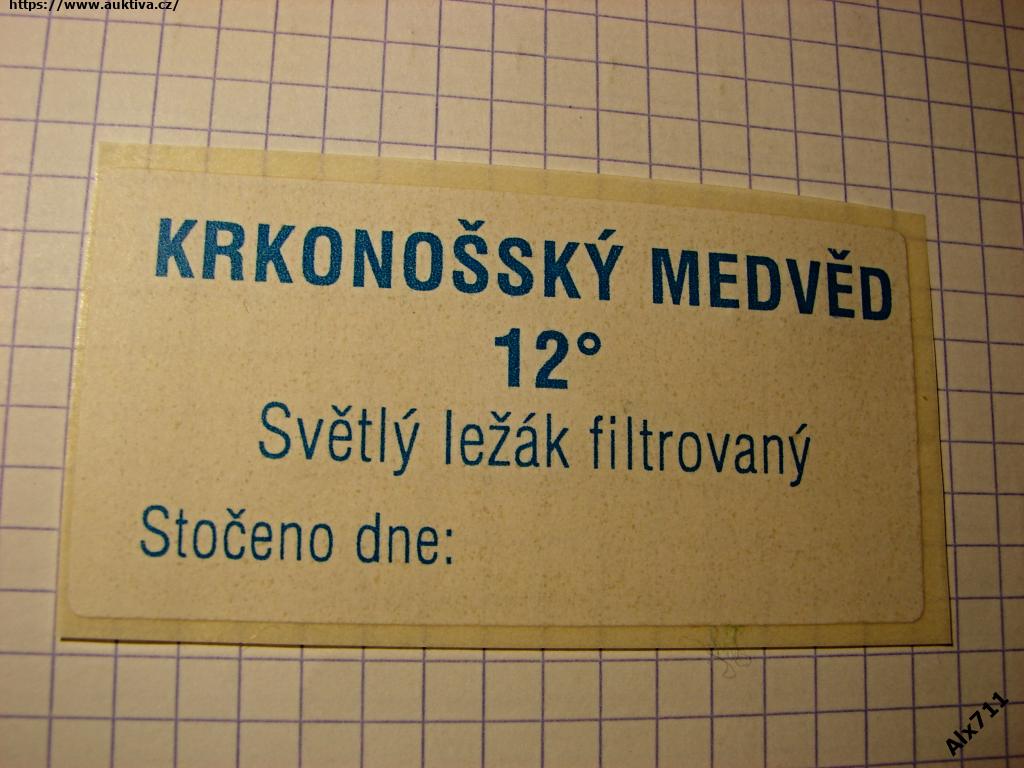 https://www.auktiva.cz/
KRKONOŠSKÝ MEDVĚD
12°
Světlý ležák filtrovaný
Stočeno dne:
Alx711